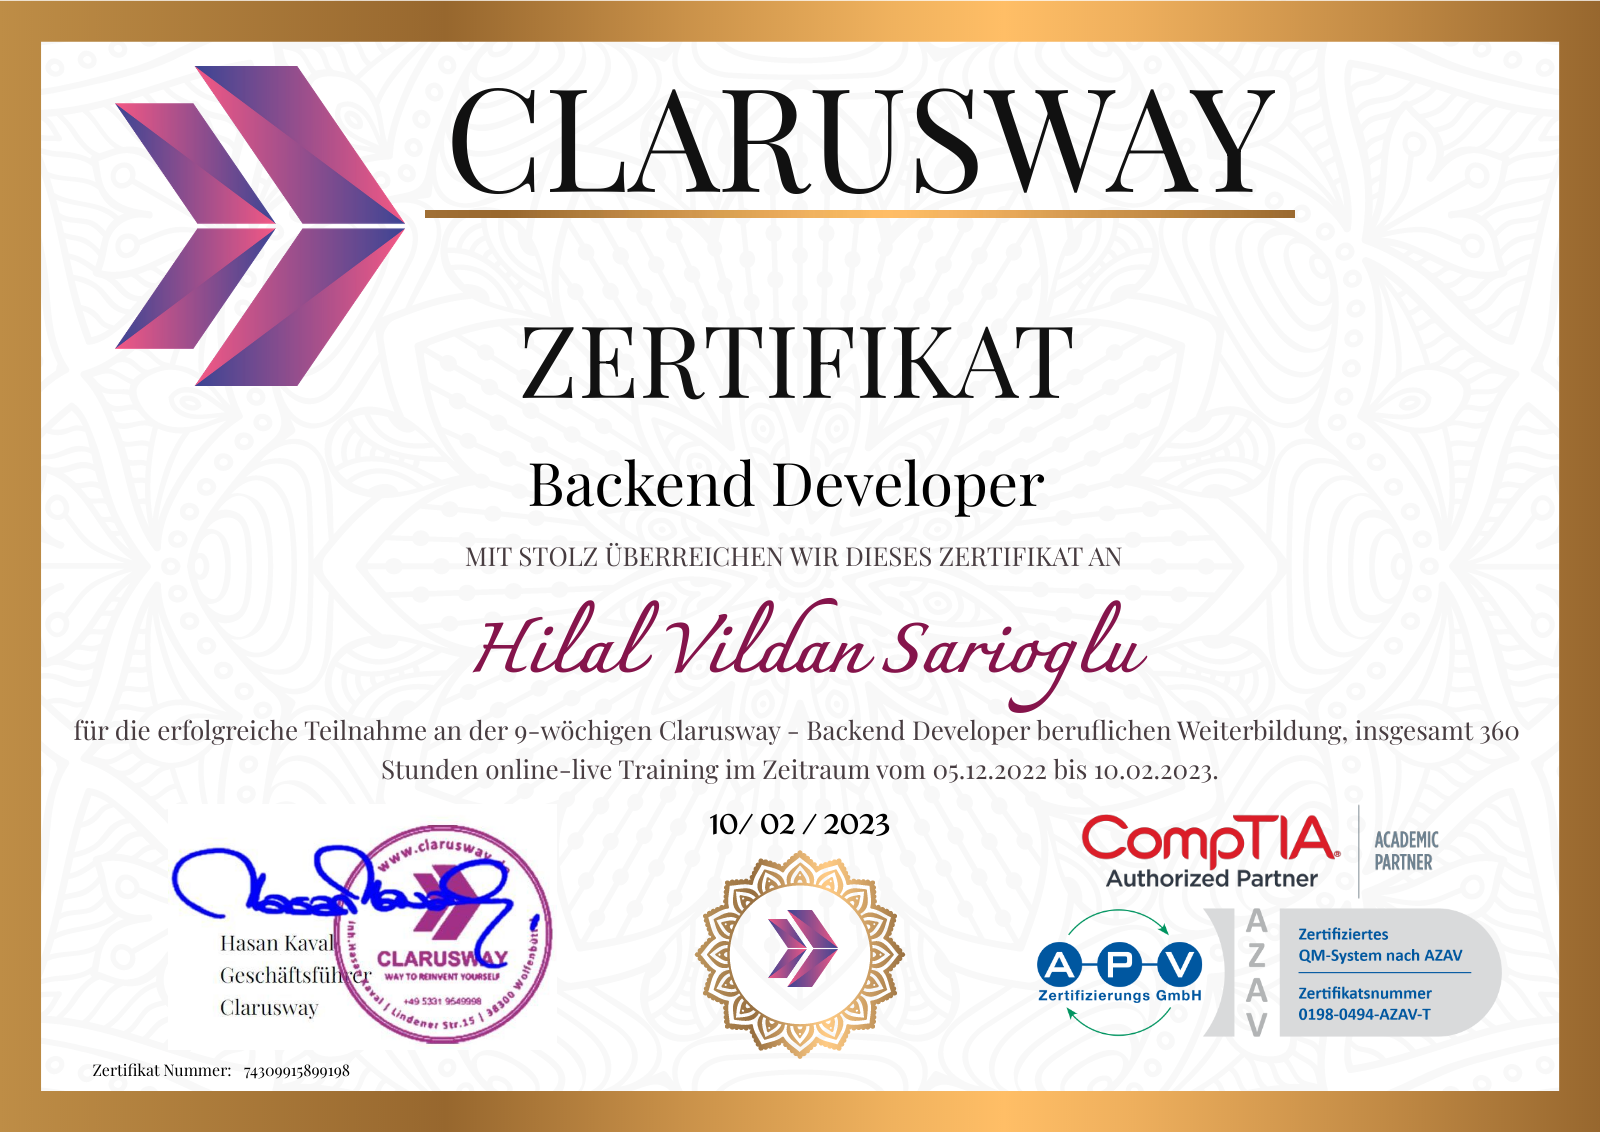 CLARUSWAY
ZERTIFIKAT
Backend Developer
MIT STOLZ ÜBERREICHEN WIR DIESES ZERTIFIKAT AN
Hilal Vildan Sarioglu
für die erfolgreiche Teilnahme an der 9-wöchigen Clarusway - Backend Developer beruflichen Weiterbildung, insgesamt 360
Stunden online-live Training im Zeitraum vom 05.12.2022 bis 10.02.2023.
10/ 02 / 2023
Hasan Kaval
Geschäftsführer
Clarusway
www.clarusway.de
CLARUSWAY
WAY TO REINVENT YOURSELF
+49 5331 9549998
Inh.Hasan Kaval | Lindener Str.15 | 38300 Wolfenbüttel
CompTIA.
Authorized Partner
ACADEMIC
PARTNER
A-P-V
Zertifizierungs GmbH
AZAV
Zertifiziertes
QM-System nach AZAV
Zertifikatsnummer
0198-0494-AZAV-T
Zertifikat Nummer: 74309915899198